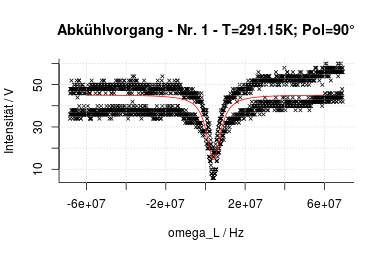 Abkühlvorgang - Nr. 1 - T=291.15K; Pol=90°
Intensität / V
50
30
10
-6e+07 -2e+07 2e+07 6e+07
omega_L / Hz